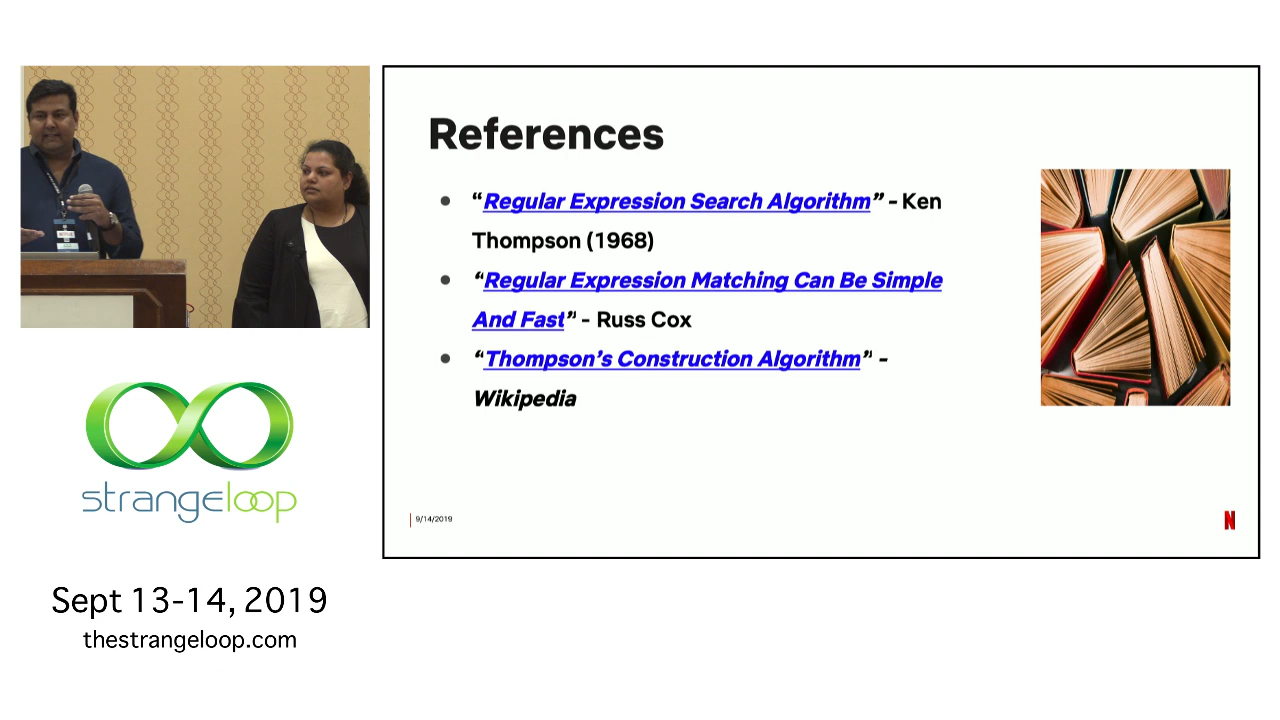 References
“Regular Expression Search Algorithm” - Ken
Thompson (1968)
“Regular Expression Matching Can Be Simple
And Fast” - Russ Cox
“Thompson’s Construction Algorithm” -
Wikipedia
9/14/2019
N
strangeloop
Sept 13-14, 2019
thestrangeloop.com